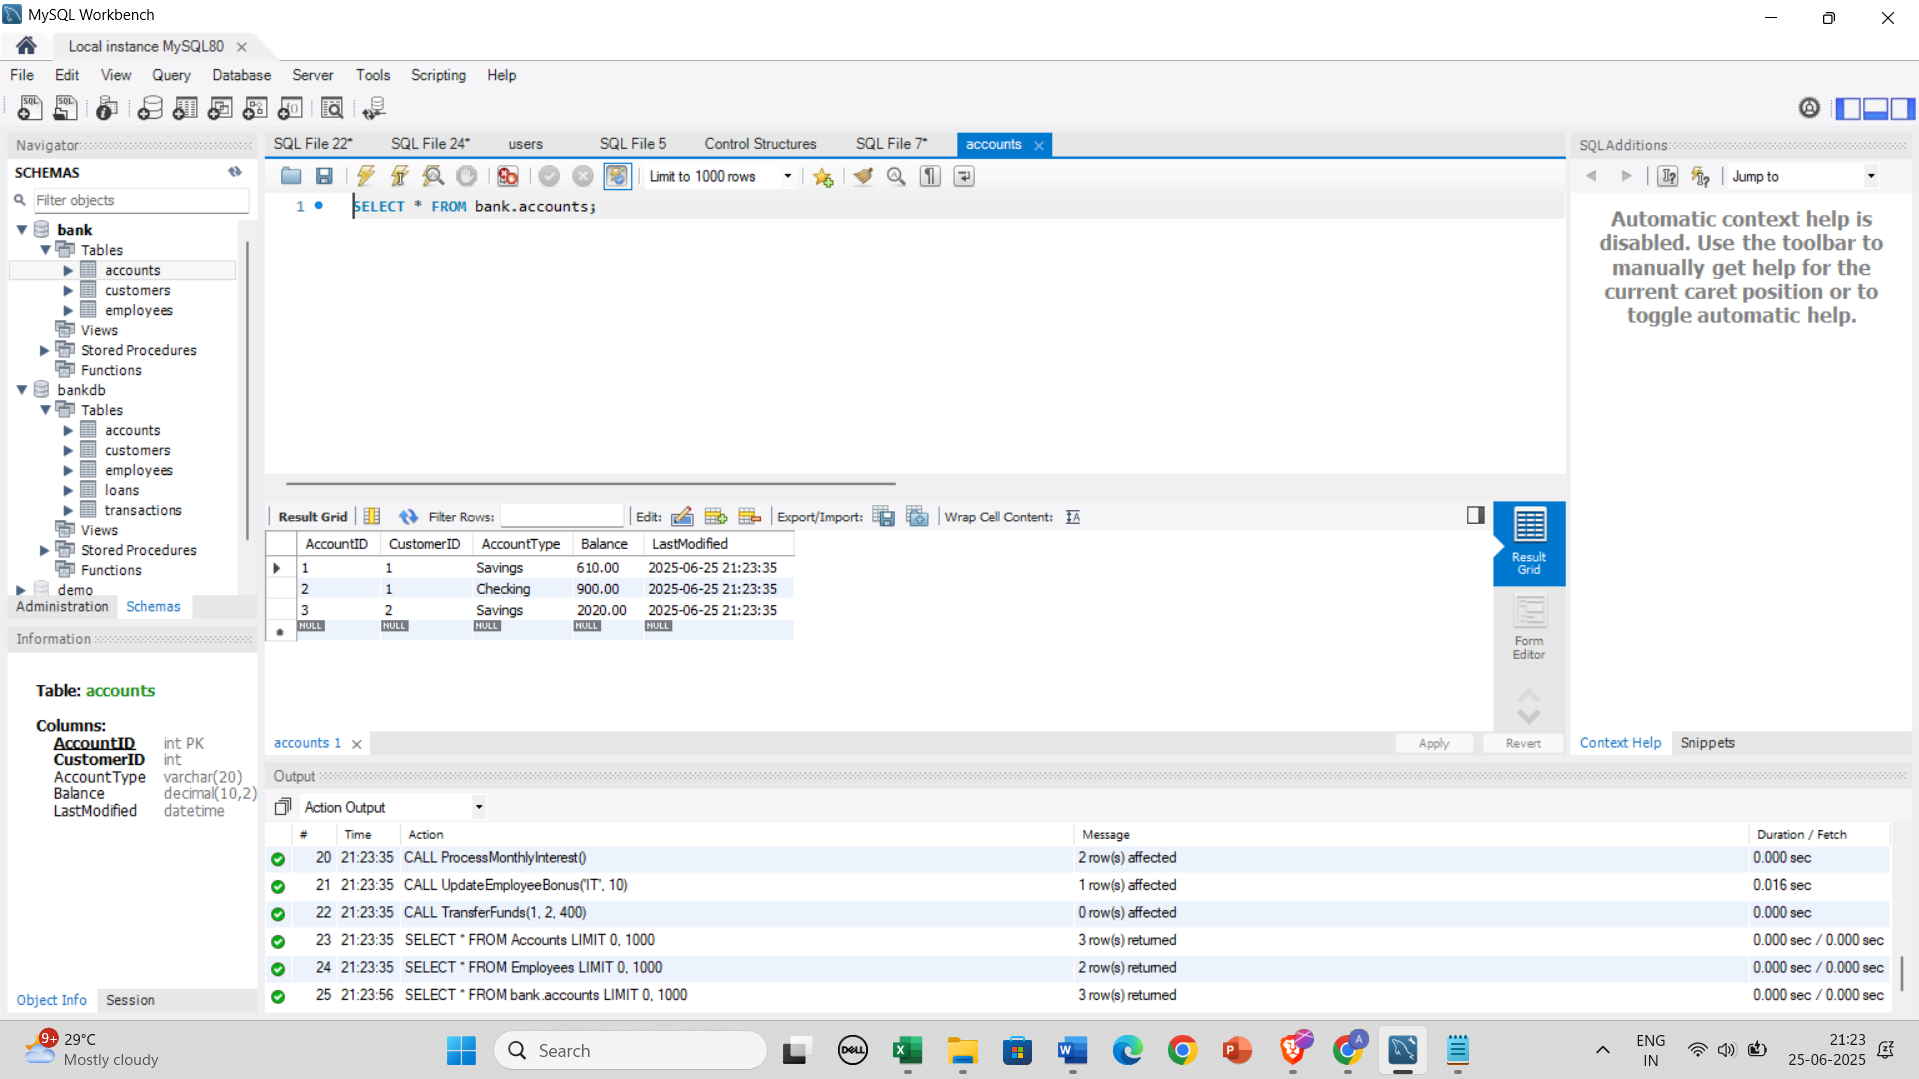 MySQL Workbench
Local instance MySQL80
File Edit View Query Database Server Tools Scripting Help
Navigator
SCHEMAS
Filter objects
bank
Tables
accounts
customers
employees
Views
Stored Procedures
Functions
bankdb
Tables
accounts
customers
employees
loans
transactions
Views
Stored Procedures
Functions
demo
Administration Schemas
Information
Table: accounts
Columns:
AccountID int PK
CustomerID int
AccountType varchar(20)
Balance decimal(10,2)
LastModified datetime
Object Info Session
SQL File 22* SQL File 24* users SQL File 5 Control Structures SQL File 7* accounts
Limit to 1000 rows
1 SELECT * FROM bank.accounts;
Result Grid Filter Rows: Edit: Export/Import: Wrap Cell Content:
AccountID CustomerID AccountType Balance LastModified
1 1 Savings 610.00 2025-06-25 21:23:35
2 1 Checking 900.00 2025-06-25 21:23:35
3 2 Savings 2020.00 2025-06-25 21:23:35
NULL NULL NULL NULL NULL
Result
Grid
Form
Editor
accounts 1
Apply Revert
SQLAdditions
Jump to
Automatic context help is
disabled. Use the toolbar to
manually get help for the
current caret position or to
toggle automatic help.
Context Help Snippets
Output
Action Output
# Time Action Message Duration / Fetch
20 21:23:35 CALL ProcessMonthlyInterest() 2 row(s) affected 0.000 sec
21 21:23:35 CALL UpdateEmployeeBonus('IT', 10) 1 row(s) affected 0.016 sec
22 21:23:35 CALL TransferFunds(1, 2, 400) 0 row(s) affected 0.000 sec
23 21:23:35 SELECT * FROM Accounts LIMIT 0, 1000 3 row(s) returned 0.000 sec / 0.000 sec
24 21:23:35 SELECT * FROM Employees LIMIT 0, 1000 2 row(s) returned 0.000 sec / 0.000 sec
25 21:23:56 SELECT * FROM bank.accounts LIMIT 0, 1000 3 row(s) returned 0.000 sec / 0.000 sec
9+
29°C
Mostly cloudy
Search
DELL
A
ENG
IN
21:23
25-06-2025